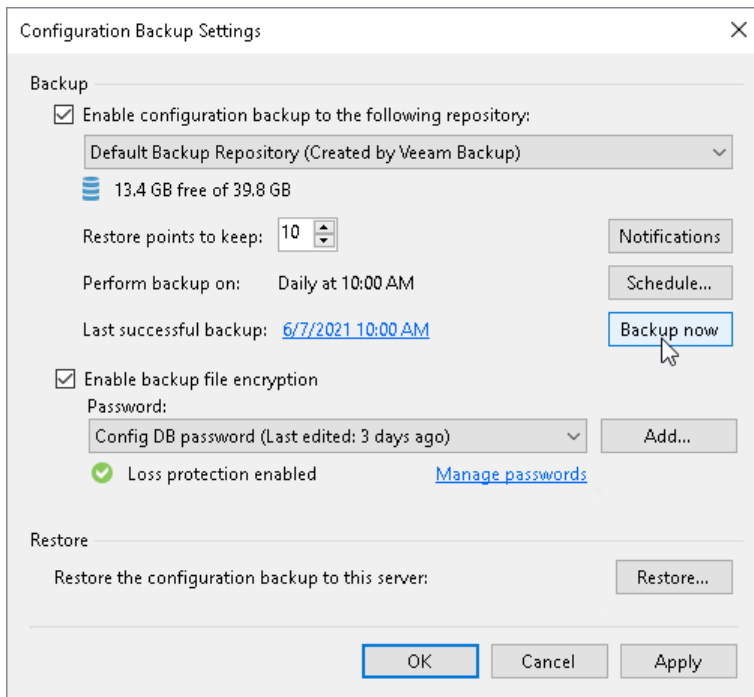 Configuration Backup Settings
Backup
Enable configuration backup to the following repository:
Default Backup Repository (Created by Veeam Backup)
13.4 GB free of 39.8 GB
Restore points to keep: 10 Notifications
Perform backup on: Daily at 10:00 AM Schedule...
Last successful backup: 6/7/2021 10:00 AM Backup now
Enable backup file encryption
Password:
Config DB password (Last edited: 3 days ago) Add...
Loss protection enabled Manage passwords
Restore
Restore the configuration backup to this server: Restore...
OK Cancel Apply